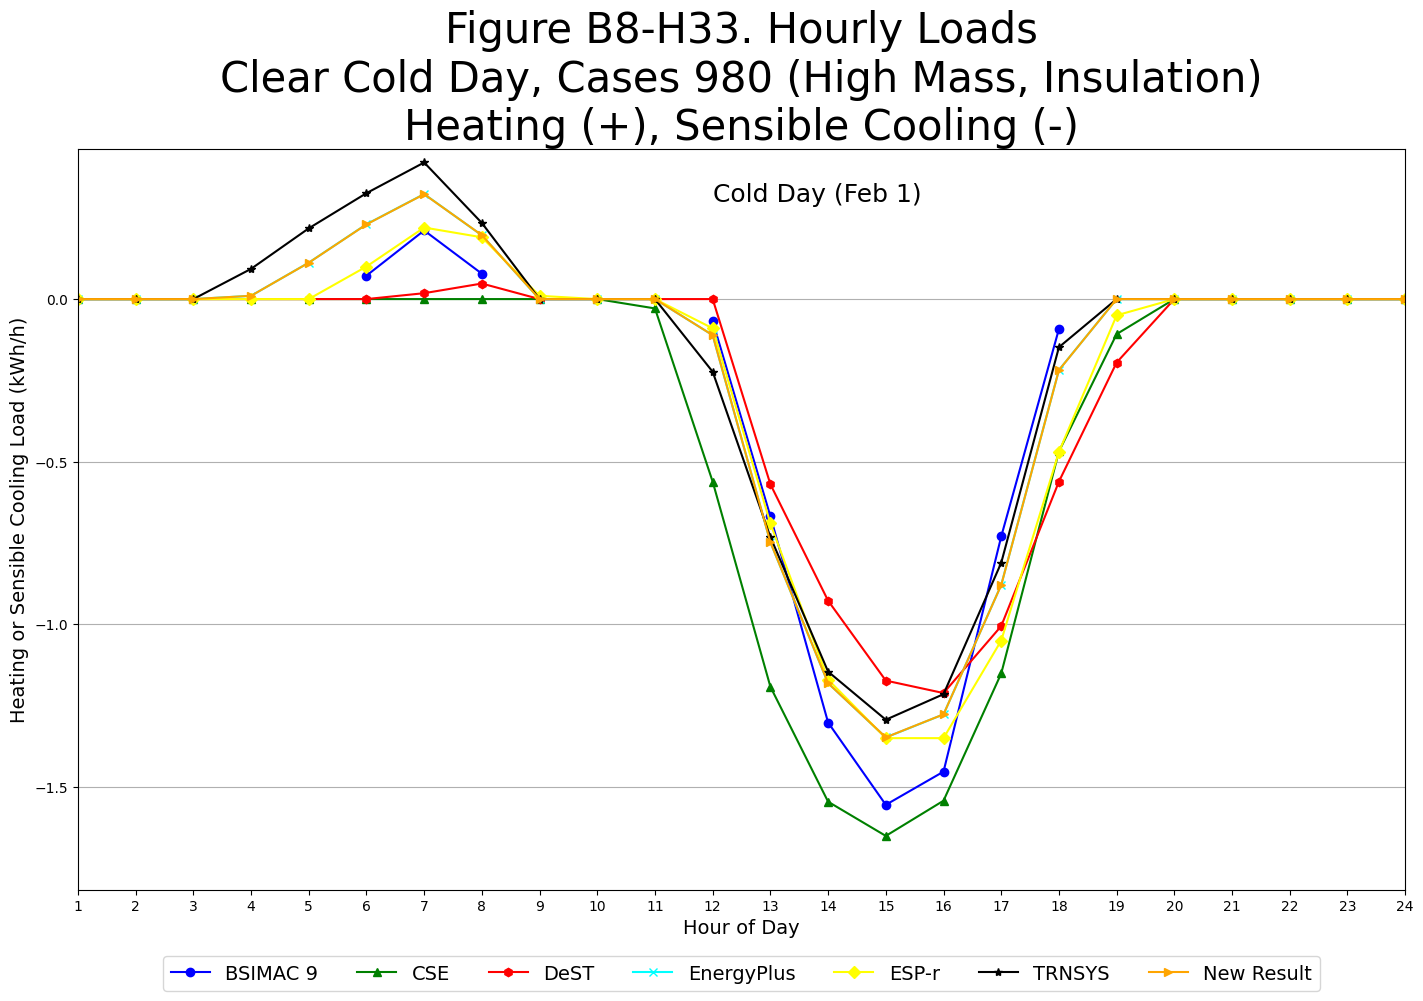 Figure B8-H33. Hourly Loads
Clear Cold Day, Cases 980 (High Mass, Insulation)
Heating (+), Sensible Cooling (-)
Cold Day (Feb 1)
Heating or Sensible Cooling Load (kWh/h)
0.0
−0.5
−1.0
−1.5
1 2 3 4 5 6 7 8 9 10 11 12 13 14 15 16 17 18 19 20 21 22 23 24
Hour of Day
BSIMAC 9 CSE DeST EnergyPlus ESP-r TRNSYS New Result